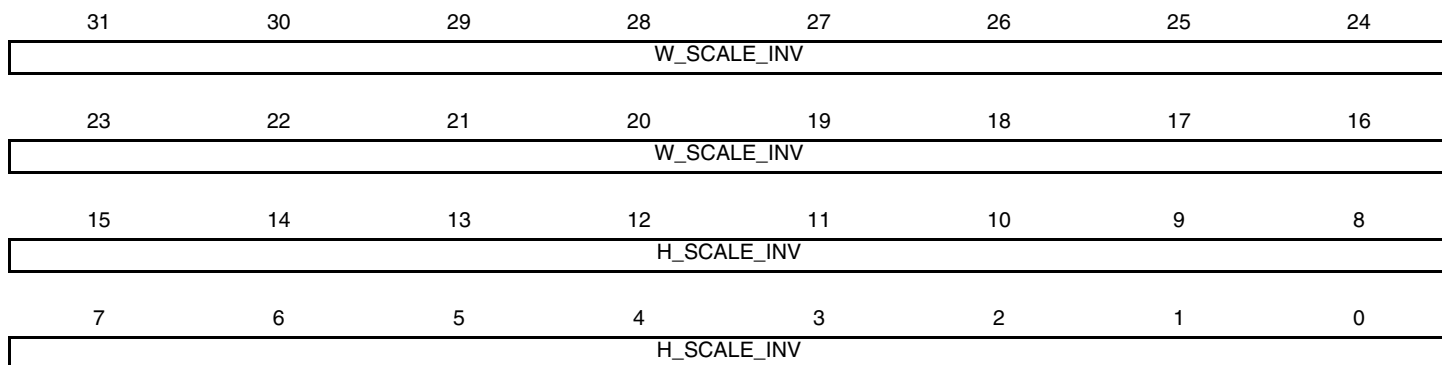 31 30 29 28 27 26 25 24
W_SCALE_INV
23 22 21 20 19 18 17 16
W_SCALE_INV
15 14 13 12 11 10 9 8
H_SCALE_INV
7 6 5 4 3 2 1 0
H_SCALE_INV